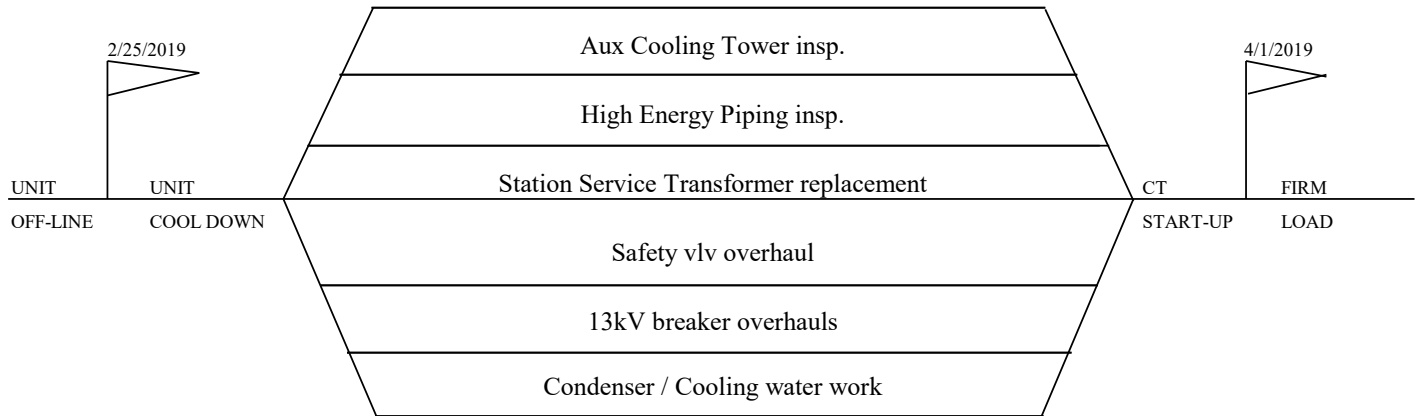 2/25/2019
4/1/2019
Aux Cooling Tower insp.
High Energy Piping insp.
Station Service Transformer replacement
UNIT
OFF-LINE
UNIT
COOL DOWN
CT
START-UP
FIRM
LOAD
Safety vlv overhaul
13kV breaker overhauls
Condenser / Cooling water work